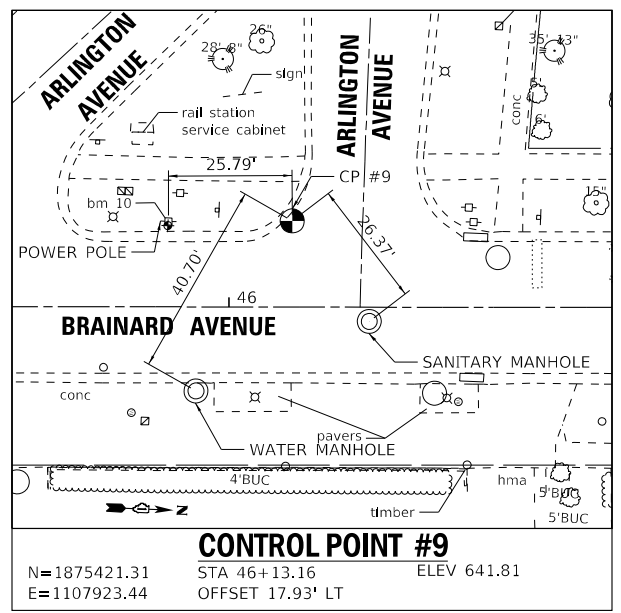 ARLINGTON
AVENUE
26"
28' 8"
sign
rail station
service cabinet
ARLINGTON
AVENUE
35' 13"
5'
6'
conc
25.79'
CP #9
bm 10
15"
POWER POLE
40.70'
26.37'
46
BRAINARD AVENUE
SANITARY MANHOLE
conc
pavers
WATER MANHOLE
4'BUC
hma
5'BUC
timber
5'BUC
N
CONTROL POINT #9
N=1875421.31
STA 46+13.16
ELEV 641.81
E=1107923.44
OFFSET 17.93' LT